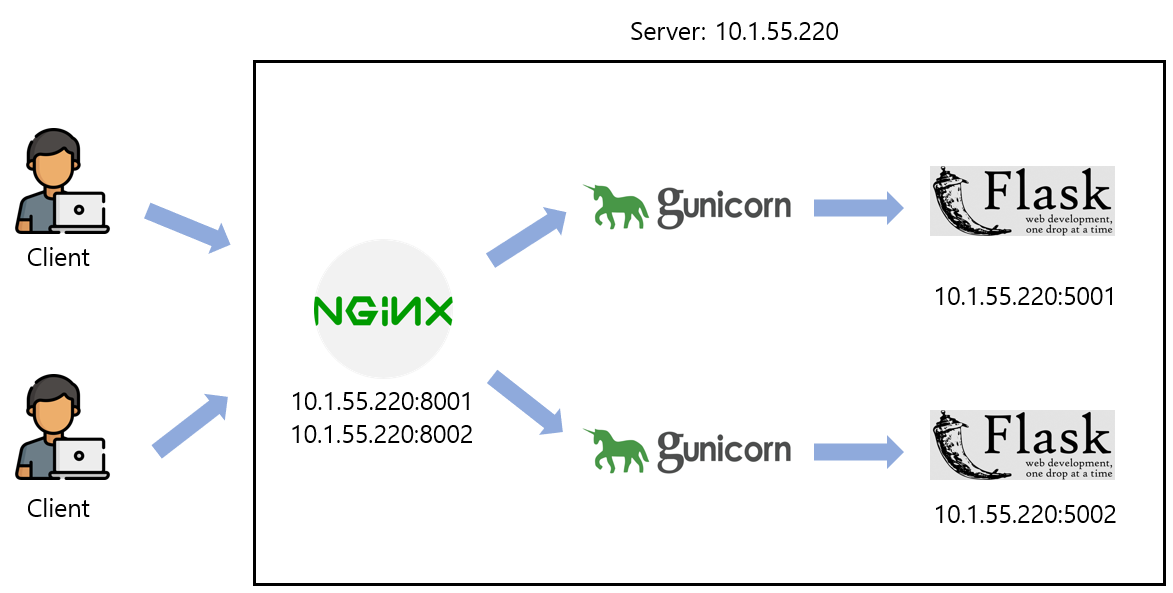 Server: 10.1.55.220
Client
Client
NGiNX
10.1.55.220:8001
10.1.55.220:8002
gunicorn
Flask
web development,
one drop at a time
10.1.55.220:5001
gunicorn
Flask
web development,
one drop at a time
10.1.55.220:5002